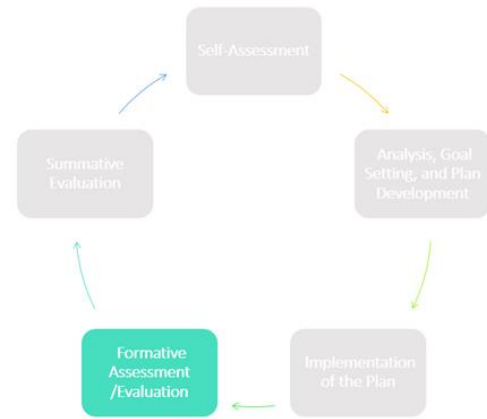 Self-Assessment
Analysis, Goal
Setting, and Plan
Development
Implementation
of the Plan
Formative
Assessment
/Evaluation
Summative
Evaluation